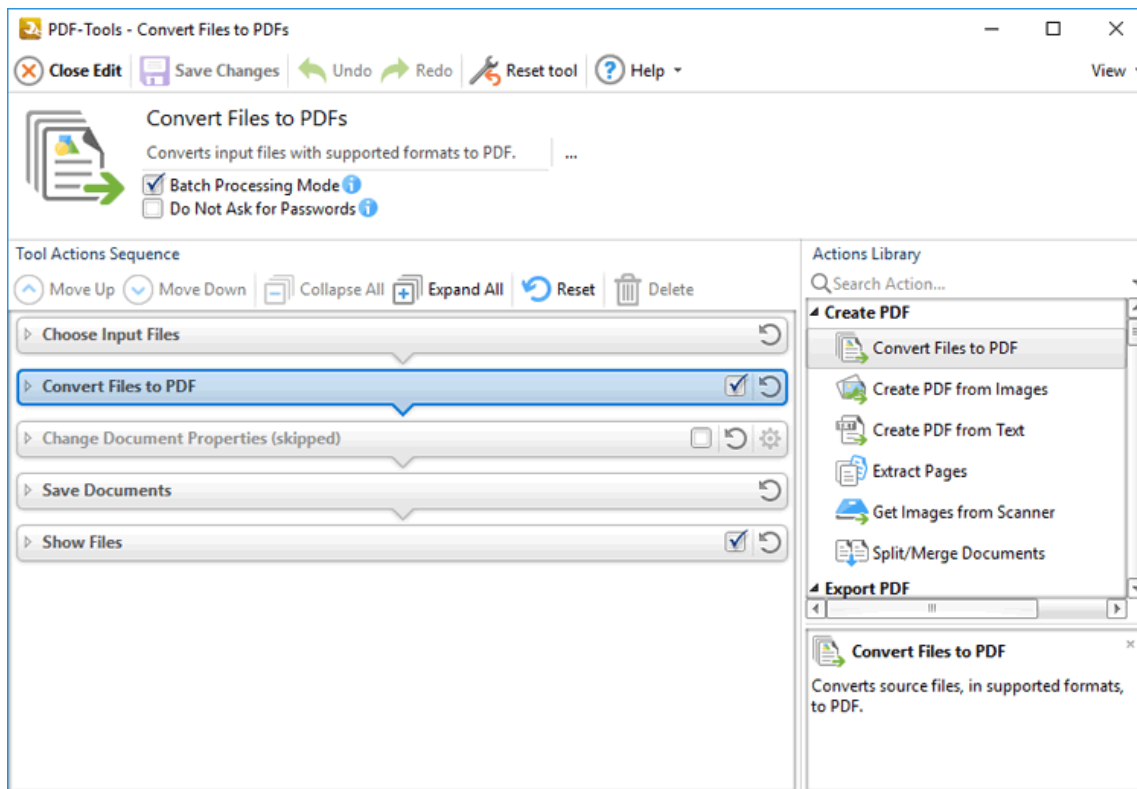 PDF-Tools - Convert Files to PDFs
Close Edit Save Changes Undo Redo Reset tool ? Help View
Convert Files to PDFs
Converts input files with supported formats to PDF. ...
Batch Processing Mode i
Do Not Ask for Passwords i
Tool Actions Sequence
Move Up Move Down Collapse All Expand All Reset Delete
Choose Input Files
Convert Files to PDF
Change Document Properties (skipped)
Save Documents
Show Files
Actions Library
Search Action...
Create PDF
Convert Files to PDF
Create PDF from Images
Create PDF from Text
Extract Pages
Get Images from Scanner
Split/Merge Documents
Export PDF
Convert Files to PDF
Converts source files, in supported formats,
to PDF.